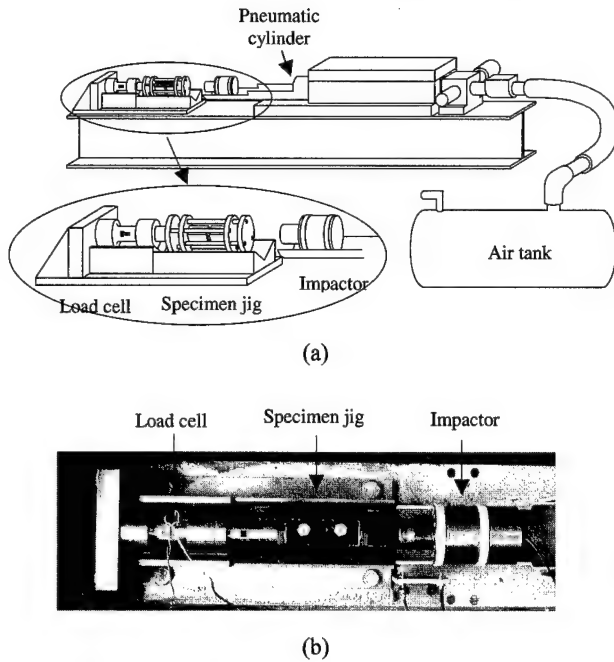 Pneumatic
cylinder
Air tank
Load cell
Specimen jig
Impactor
(a)
Load cell
Specimen jig
Impactor
(b)